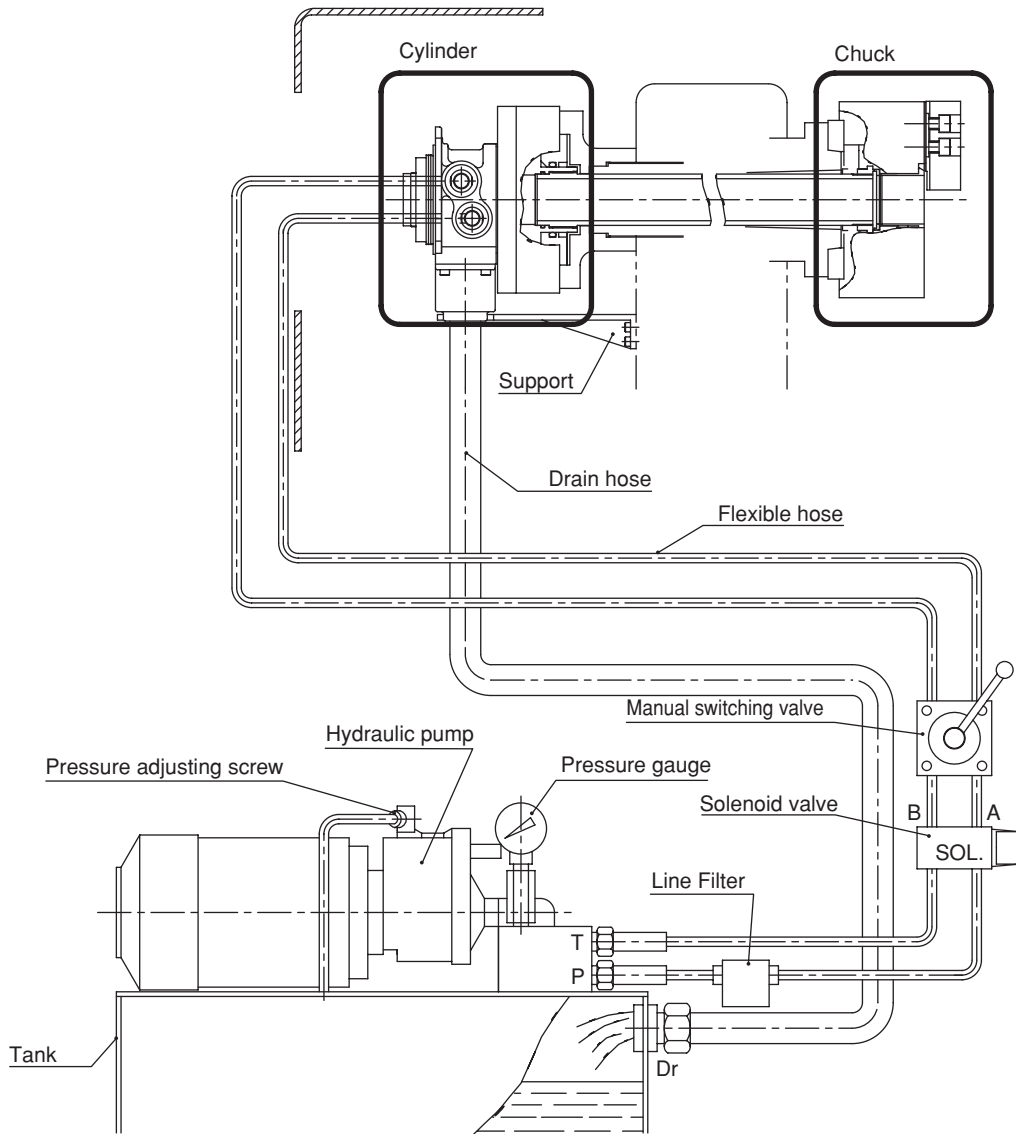 Cylinder
Chuck
Support
Drain hose
Flexible hose
Manual switching valve
Hydraulic pump
Pressure adjusting screw
Pressure gauge
Solenoid valve
B
A
SOL.
Line Filter
T
P
Tank
Dr